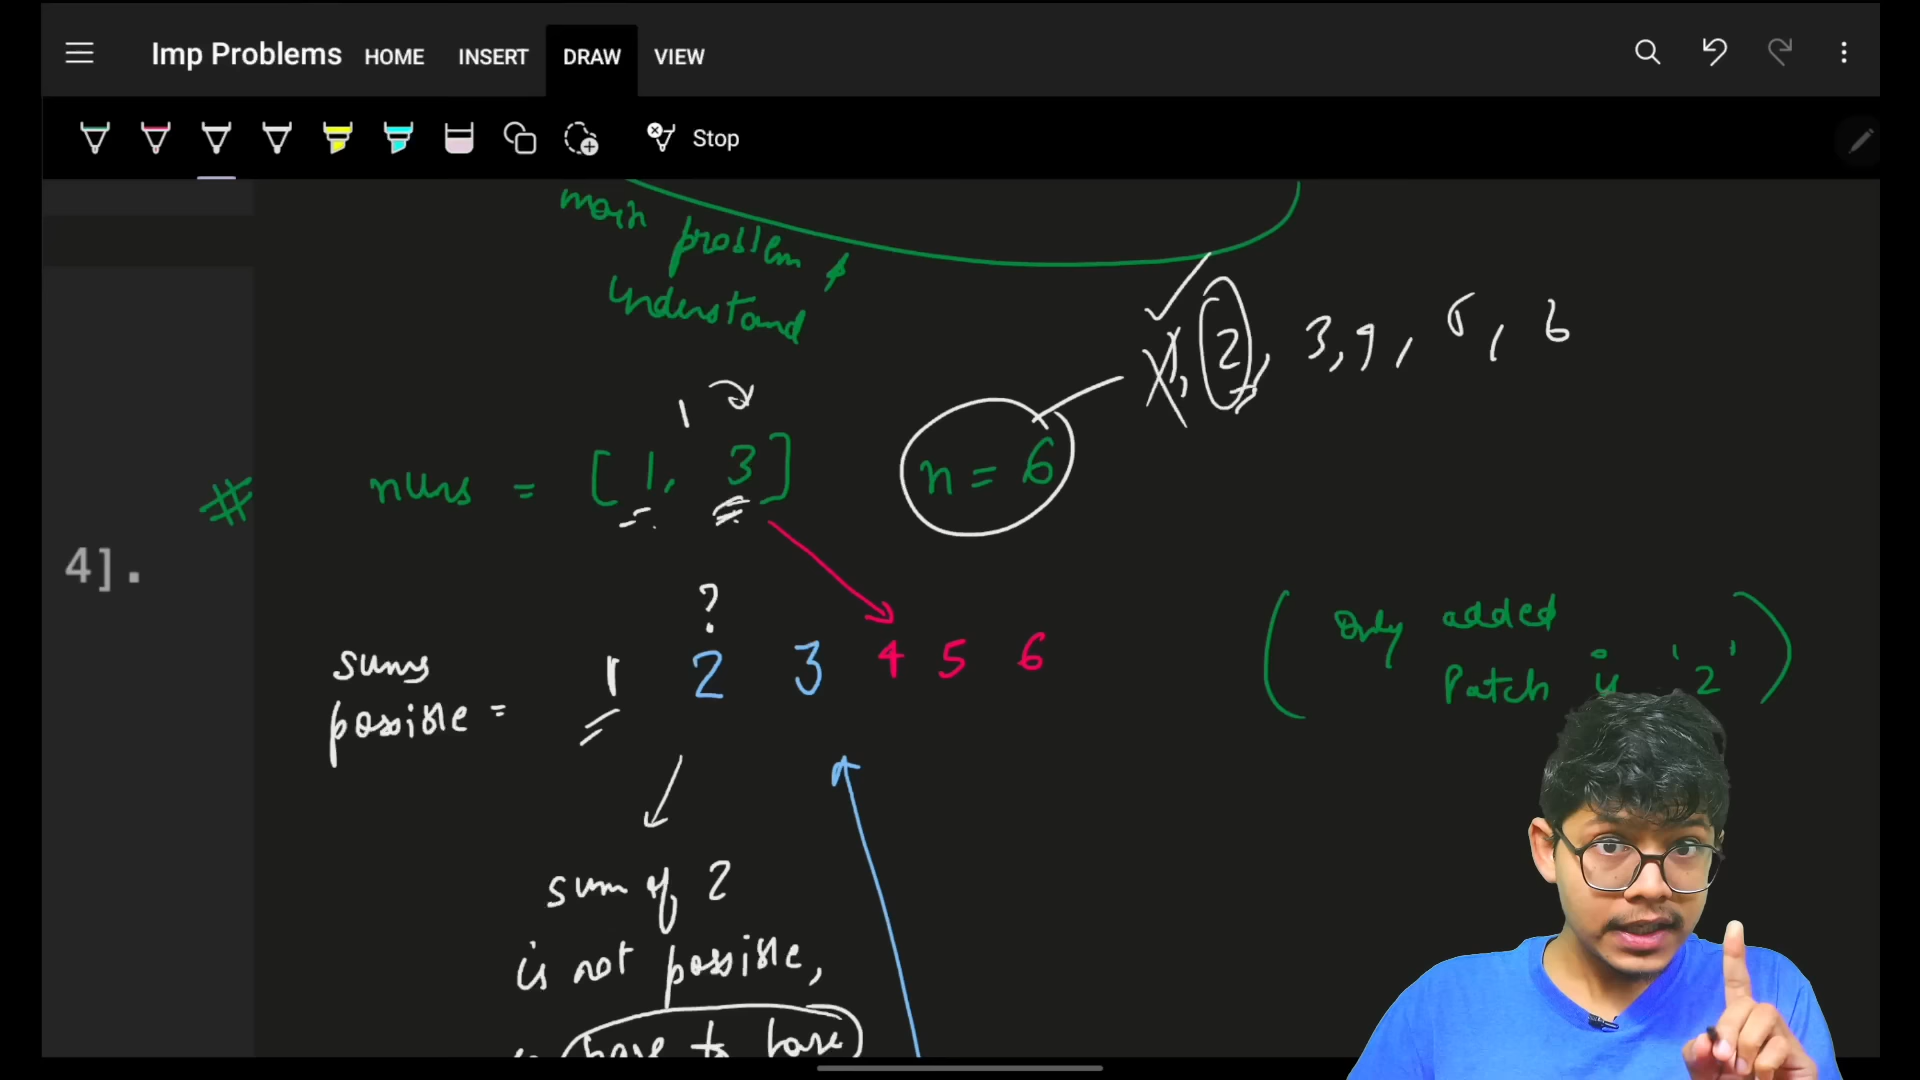 Imp Problems HOME INSERT DRAW VIEW
Stop
main problem &
understand
1, 2, 3, 4, 5, 6
1
nums = [1, 3] n = 6
4].
?
sums possible = 1 2 3 4 5 6
(Only added
Patch is '2')
sum of 2
is not possible,
have to have